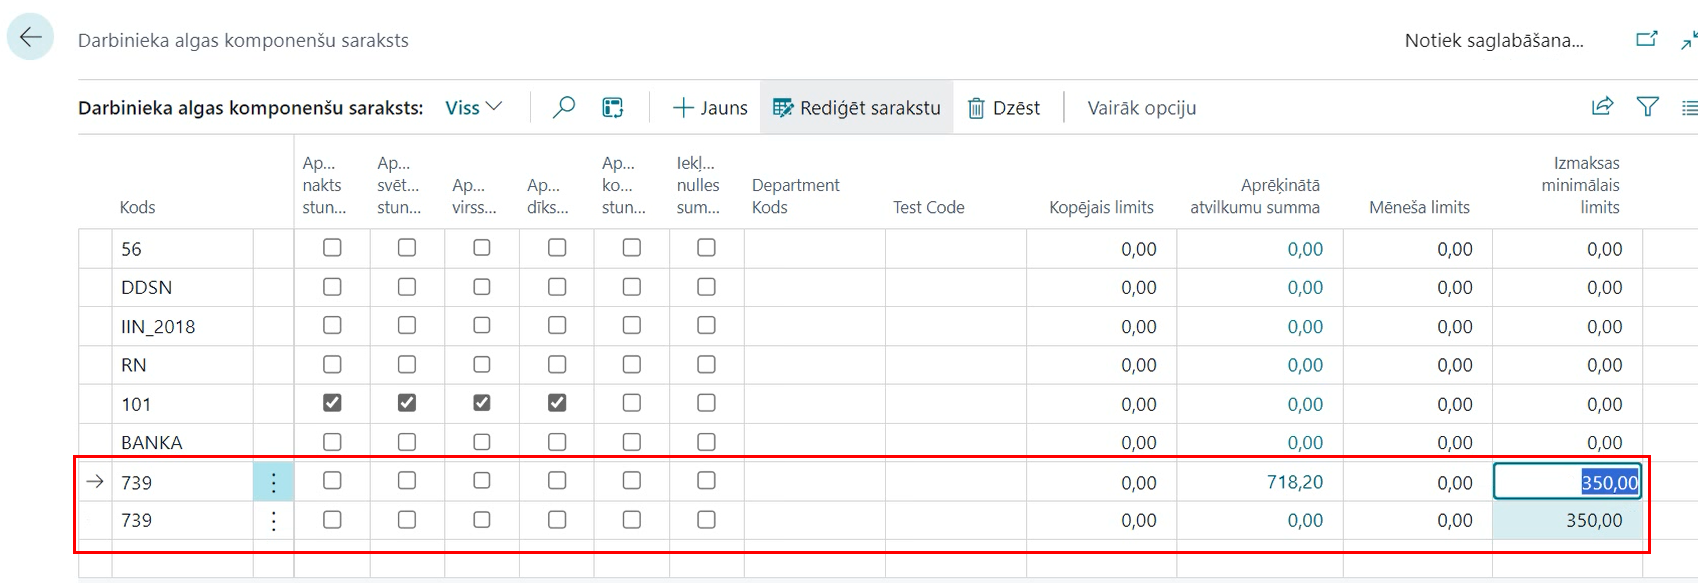 Darbinieka algas komponenšu saraksts
Notiek saglabāšana...
Darbinieka algas komponenšu saraksts: Viss Jauns Rediģēt sarakstu Dzēst Vairāk opciju
Kods Ap... nakts stun... Ap... svēt... stun... Ap... virss... Ap... dīks... Ap... ko... stun... Iekļ... nulles sum... Department Kods Test Code Kopējais limits Aprēķinātā atvilkumu summa Mēneša limits Izmaksas minimālais limits
56 0,00 0,00 0,00 0,00
DDSN 0,00 0,00 0,00 0,00
IIN_2018 0,00 0,00 0,00 0,00
RN 0,00 0,00 0,00 0,00
101 0,00 0,00 0,00 0,00
BANKA 0,00 0,00 0,00 0,00
739 0,00 718,20 0,00 350,00
739 0,00 0,00 0,00 350,00